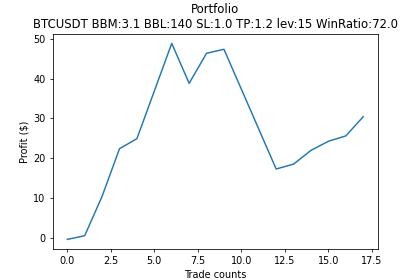 Portfolio
BTCUSDT BBM:3.1 BBL:140 SL:1.0 TP:1.2 lev:15 WinRatio:72.0
50
40
30
20
10
0
Profit ($)
0.0 2.5 5.0 7.5 10.0 12.5 15.0 17.5
Trade counts